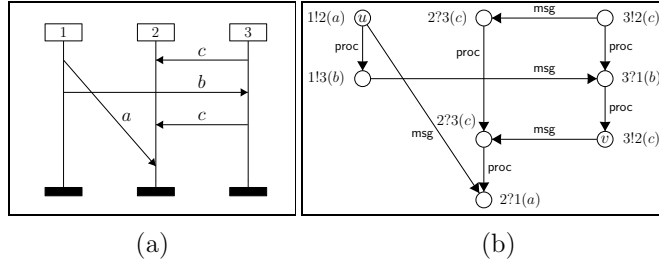 1 2 3
c
b
a
c
1!2(a) u 2?3(c) msg 3!2(c)
proc proc proc
1!3(b) msg 3?1(b)
proc
2?3(c) msg v 3!2(c)
msg
proc
2?1(a)
(a) (b)